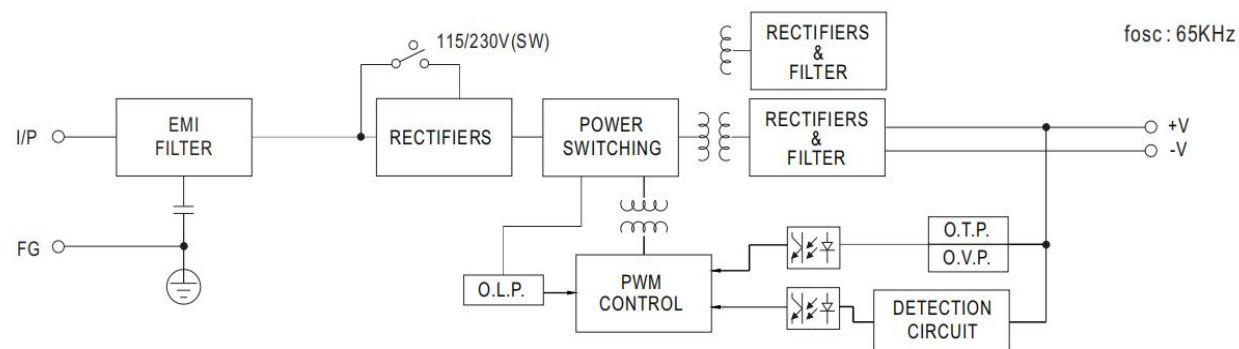 115/230V(SW)
RECTIFIERS
&
FILTER
fosc : 65KHz
I/P
EMI
FILTER
RECTIFIERS
POWER
SWITCHING
RECTIFIERS
&
FILTER
+V
-V
FG
O.T.P.
O.V.P.
O.L.P.
PWM
CONTROL
DETECTION
CIRCUIT